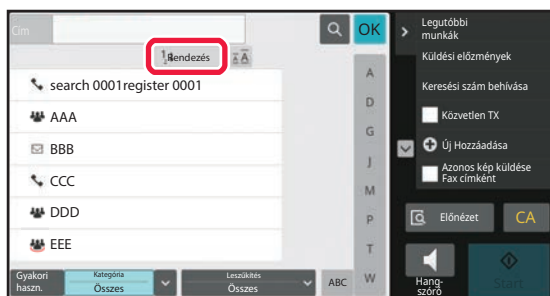 Cím
OK
Rendezés
search 0001register 0001
AAA
BBB
CCC
DDD
EEE
A
D
G
J
M
P
T
W
Gyakori
haszn.
Kategória
Összes
Leszűkítés
Összes
ABC
Legutóbbi
munkák
Küldési előzmények
Keresési szám behívása
Közvetlen TX
Új Hozzáadása
Azonos kép küldése
Fax címként
Előnézet
CA
Hang-
szóró
Start